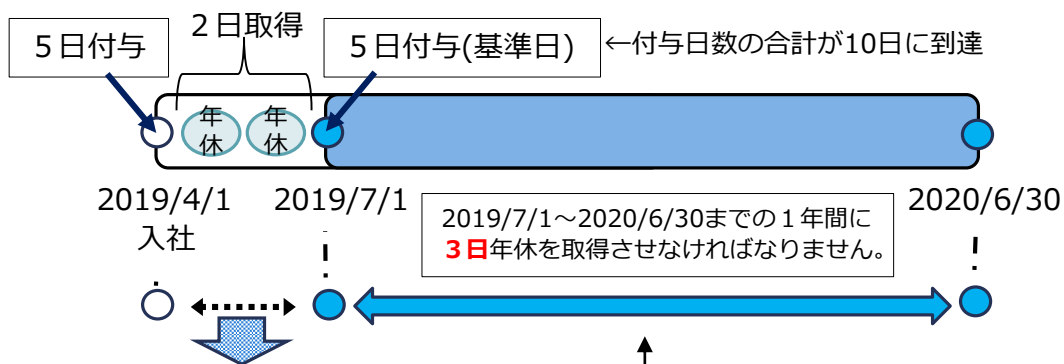 ２日取得
５日付与
５日付与(基準日)
←付与日数の合計が10日に到達
年休
年休
2019/4/1
入社
2019/7/1
2020/6/30
2019/7/1～2020/6/30までの１年間に
３日年休を取得させなければなりません。